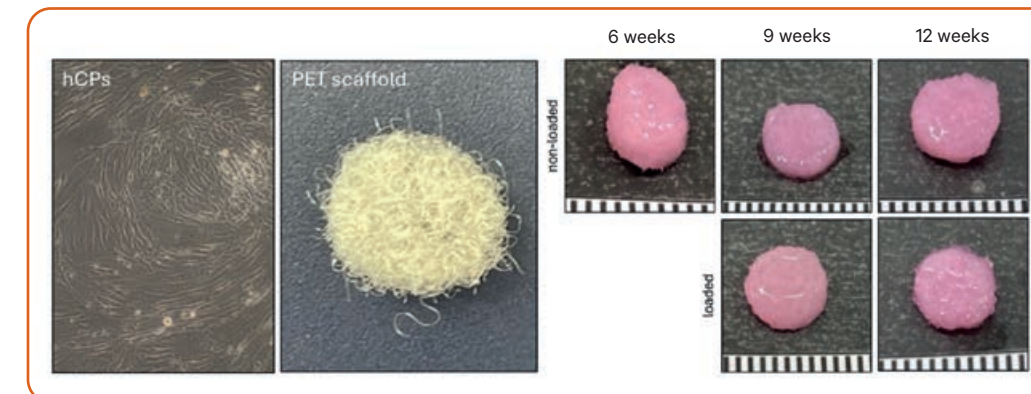 6 weeks
9 weeks
12 weeks
hCPs
PET scaffold
non-loaded
loaded